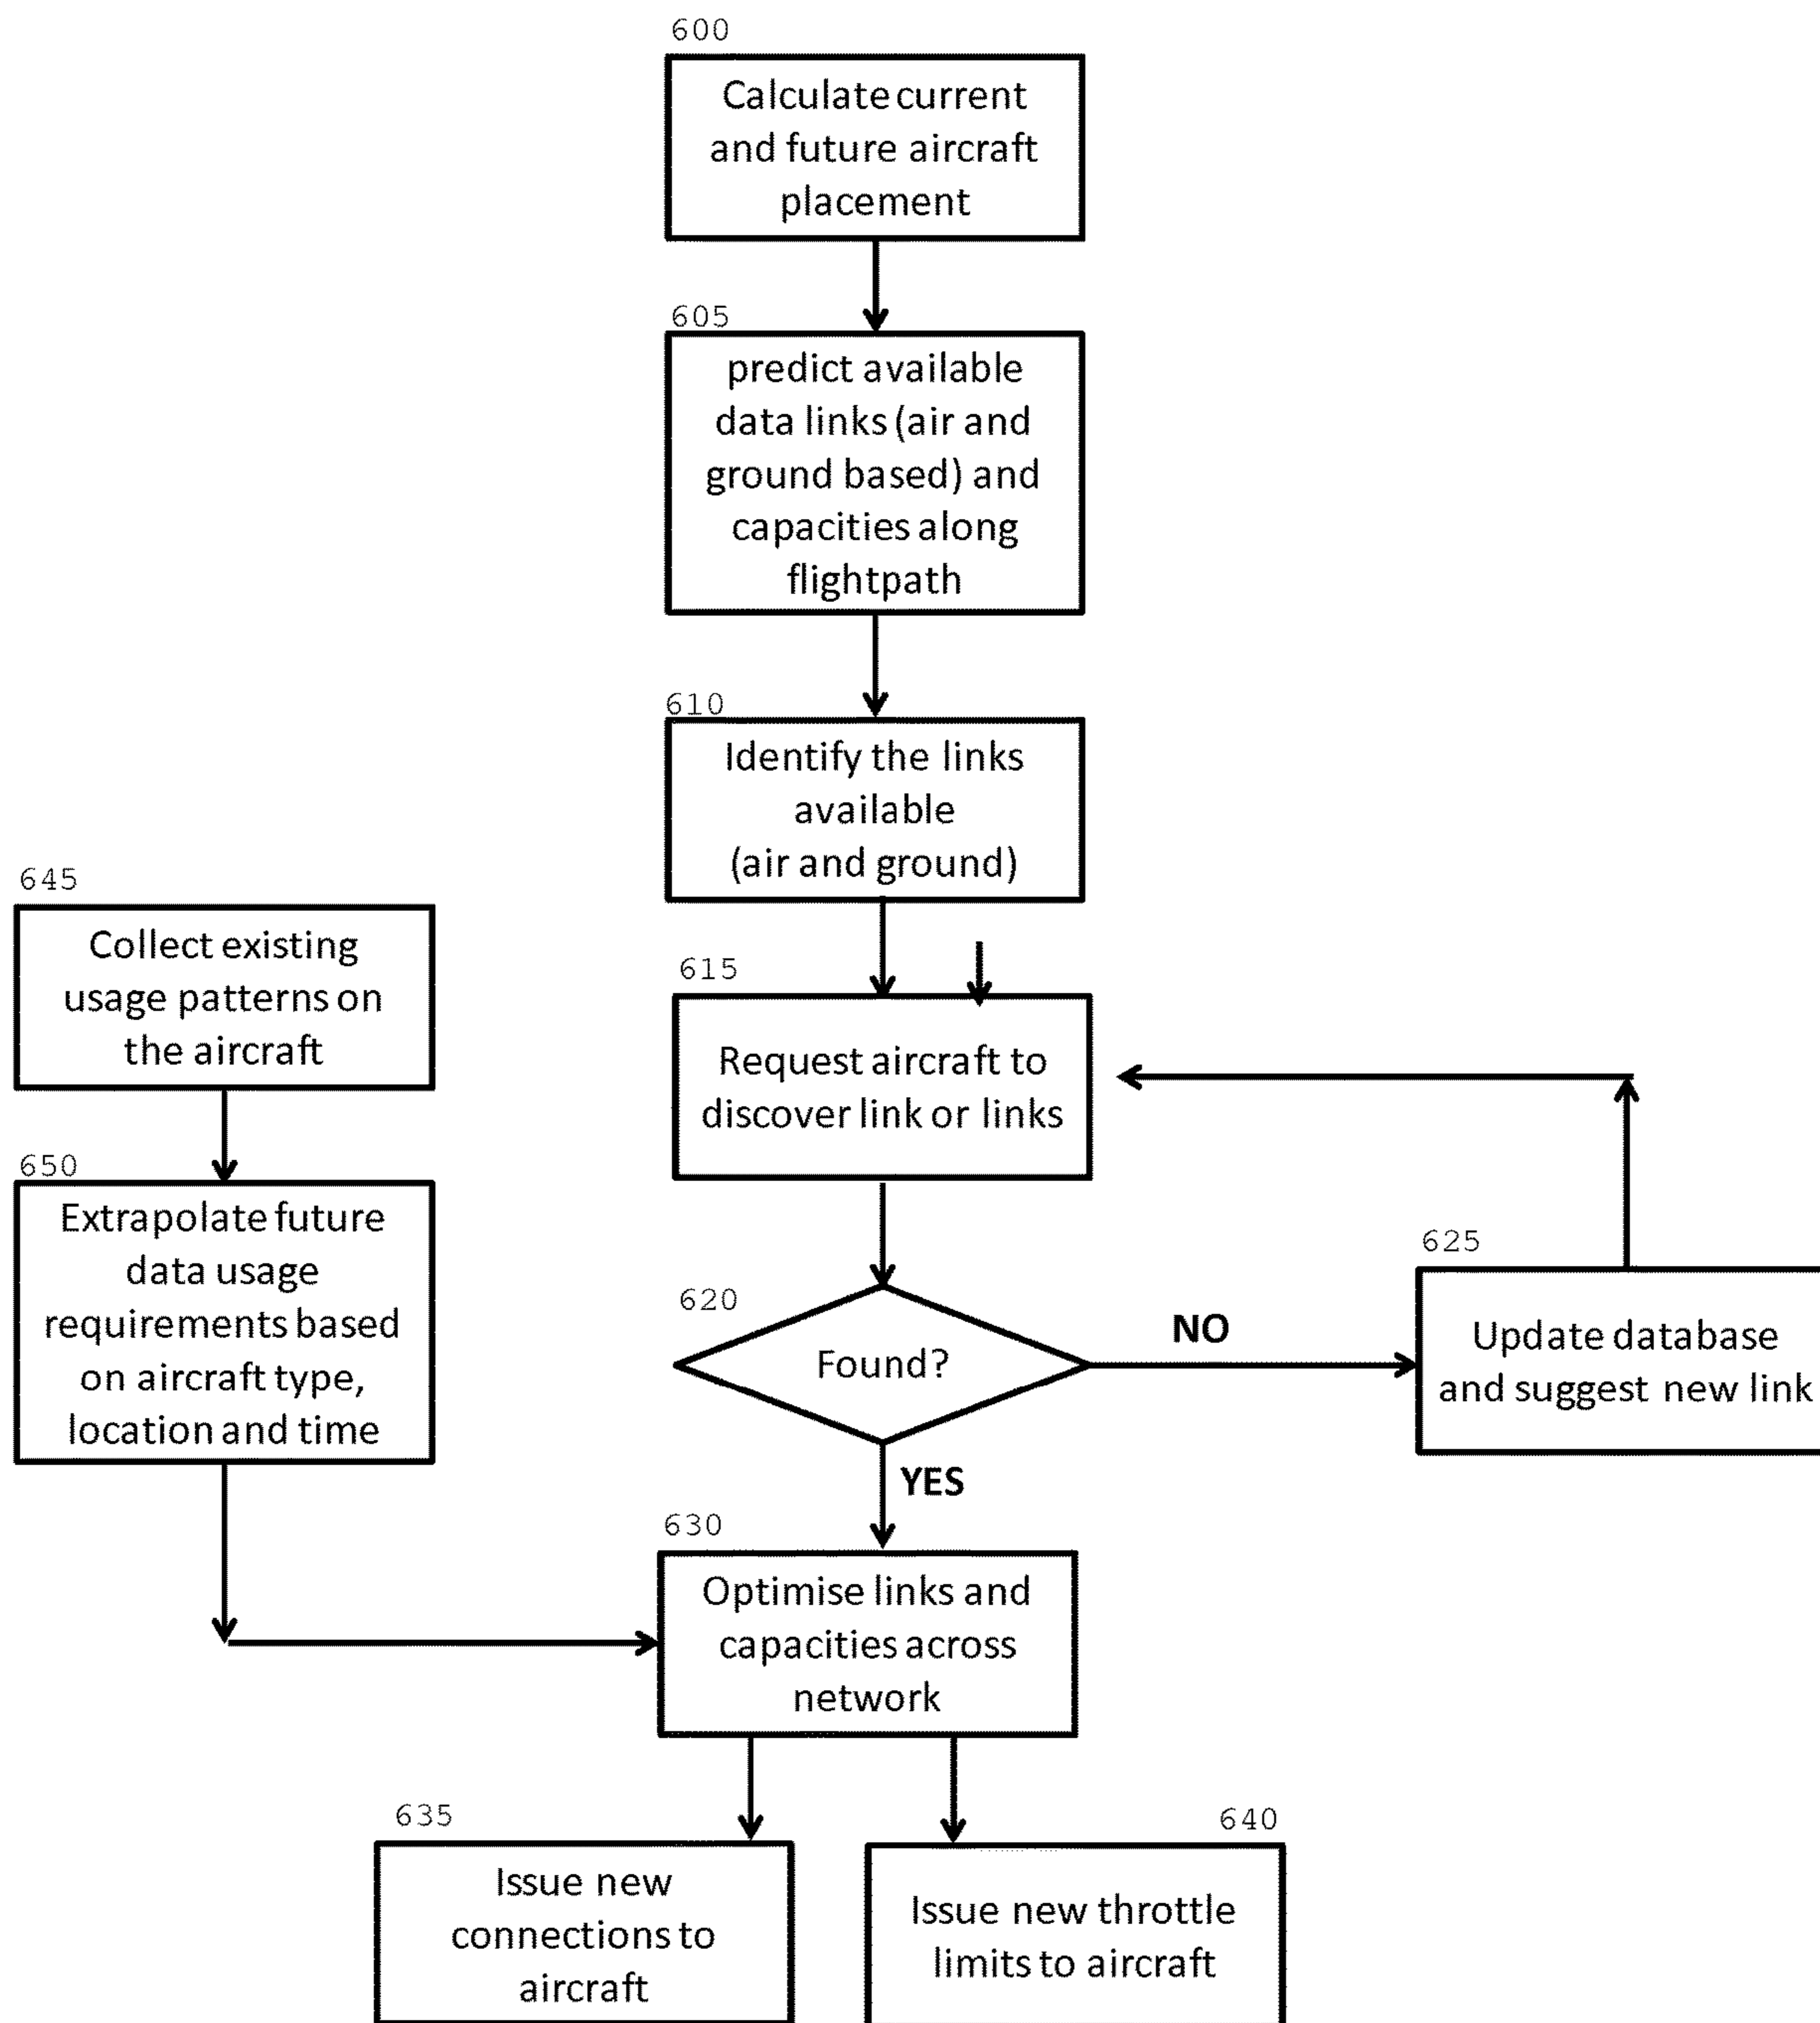 600
Calculate current
and future aircraft
placement
605
predict available
data links (air and
ground based) and
capacities along
flightpath
610
Identify the links
available
(air and ground)
645
Collect existing
usage patterns on
the aircraft
615
Request aircraft to
discover link or links
650
Extrapolate future
data usage
requirements based
on aircraft type,
location and time
620
Found?
NO
625
Update database
and suggest new link
YES
630
Optimise links and
capacities across
network
635
Issue new
connections to
aircraft
640
Issue new throttle
limits to aircraft